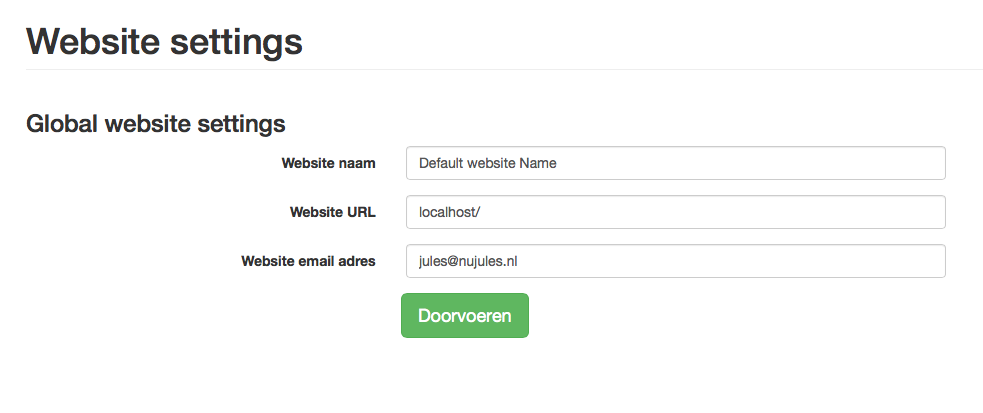 Website settings
Global website settings
Website naam Default website Name
Website URL localhost/
Website email adres jules@nujules.nl
Doorvoeren